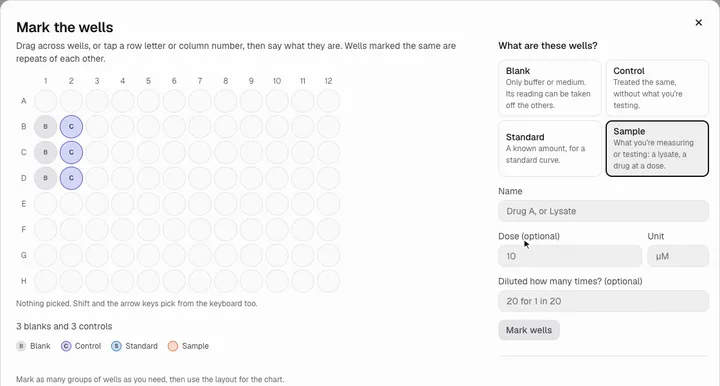 Mark the wells
Drag across wells, or tap a row letter or column number, then say what they are. Wells marked the same are
repeats of each other.
1 2 3 4 5 6 7 8 9 10 11 12
A
B B C
C B C
D B C
E
F
G
H
Nothing picked. Shift and the arrow keys pick from the keyboard too.
3 blanks and 3 controls
B Blank C Control S Standard Sample
Mark as many groups of wells as you need, then use the layout for the chart.
What are these wells?
Blank
Only buffer or medium.
Its reading can be taken
off the others.
Control
Treated the same,
without what you're
testing.
Standard
A known amount, for a
standard curve.
Sample
What you're measuring
or testing: a lysate, a
drug at a dose.
Name
Drug A, or Lysate
Dose (optional) Unit
10 µM
Diluted how many times? (optional)
20 for 1 in 20
Mark wells